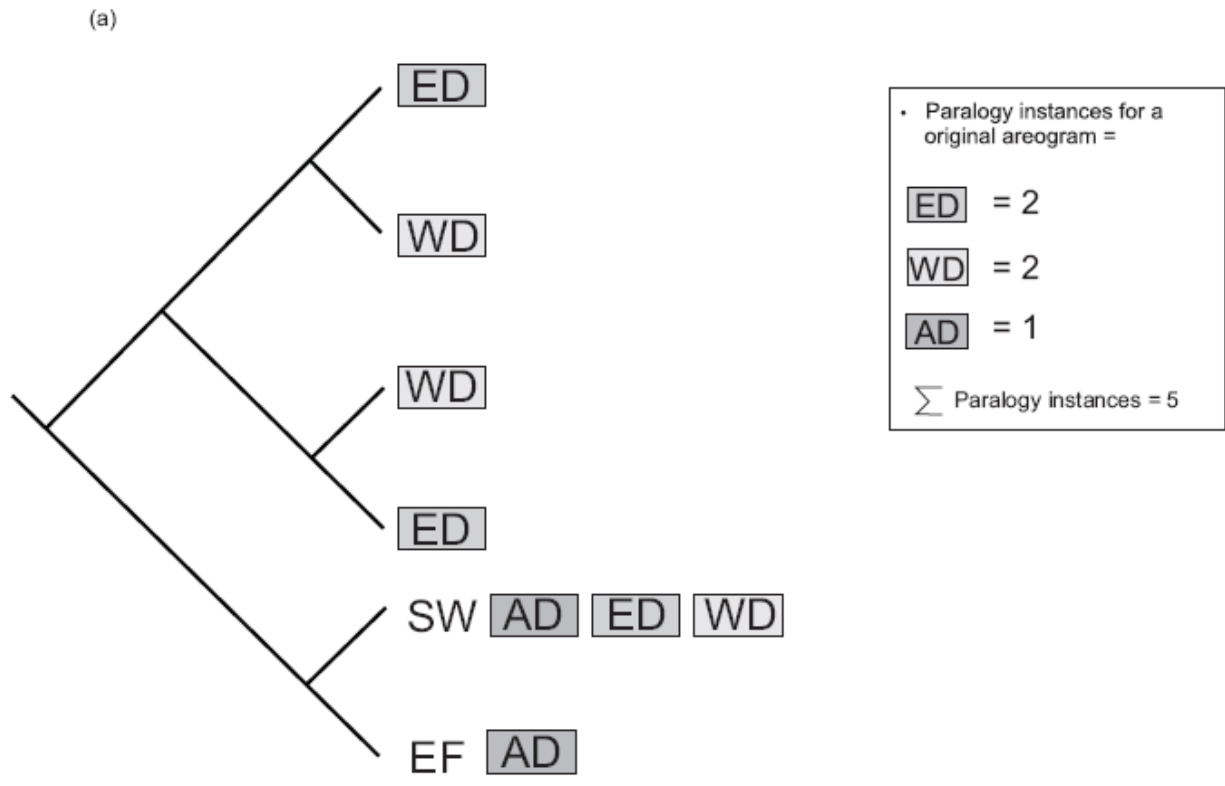 (a)
ED
WD
WD
ED
SW AD ED WD
EF AD
• Paralogy instances for a
original areogram =
ED = 2
WD = 2
AD = 1
∑ Paralogy instances = 5